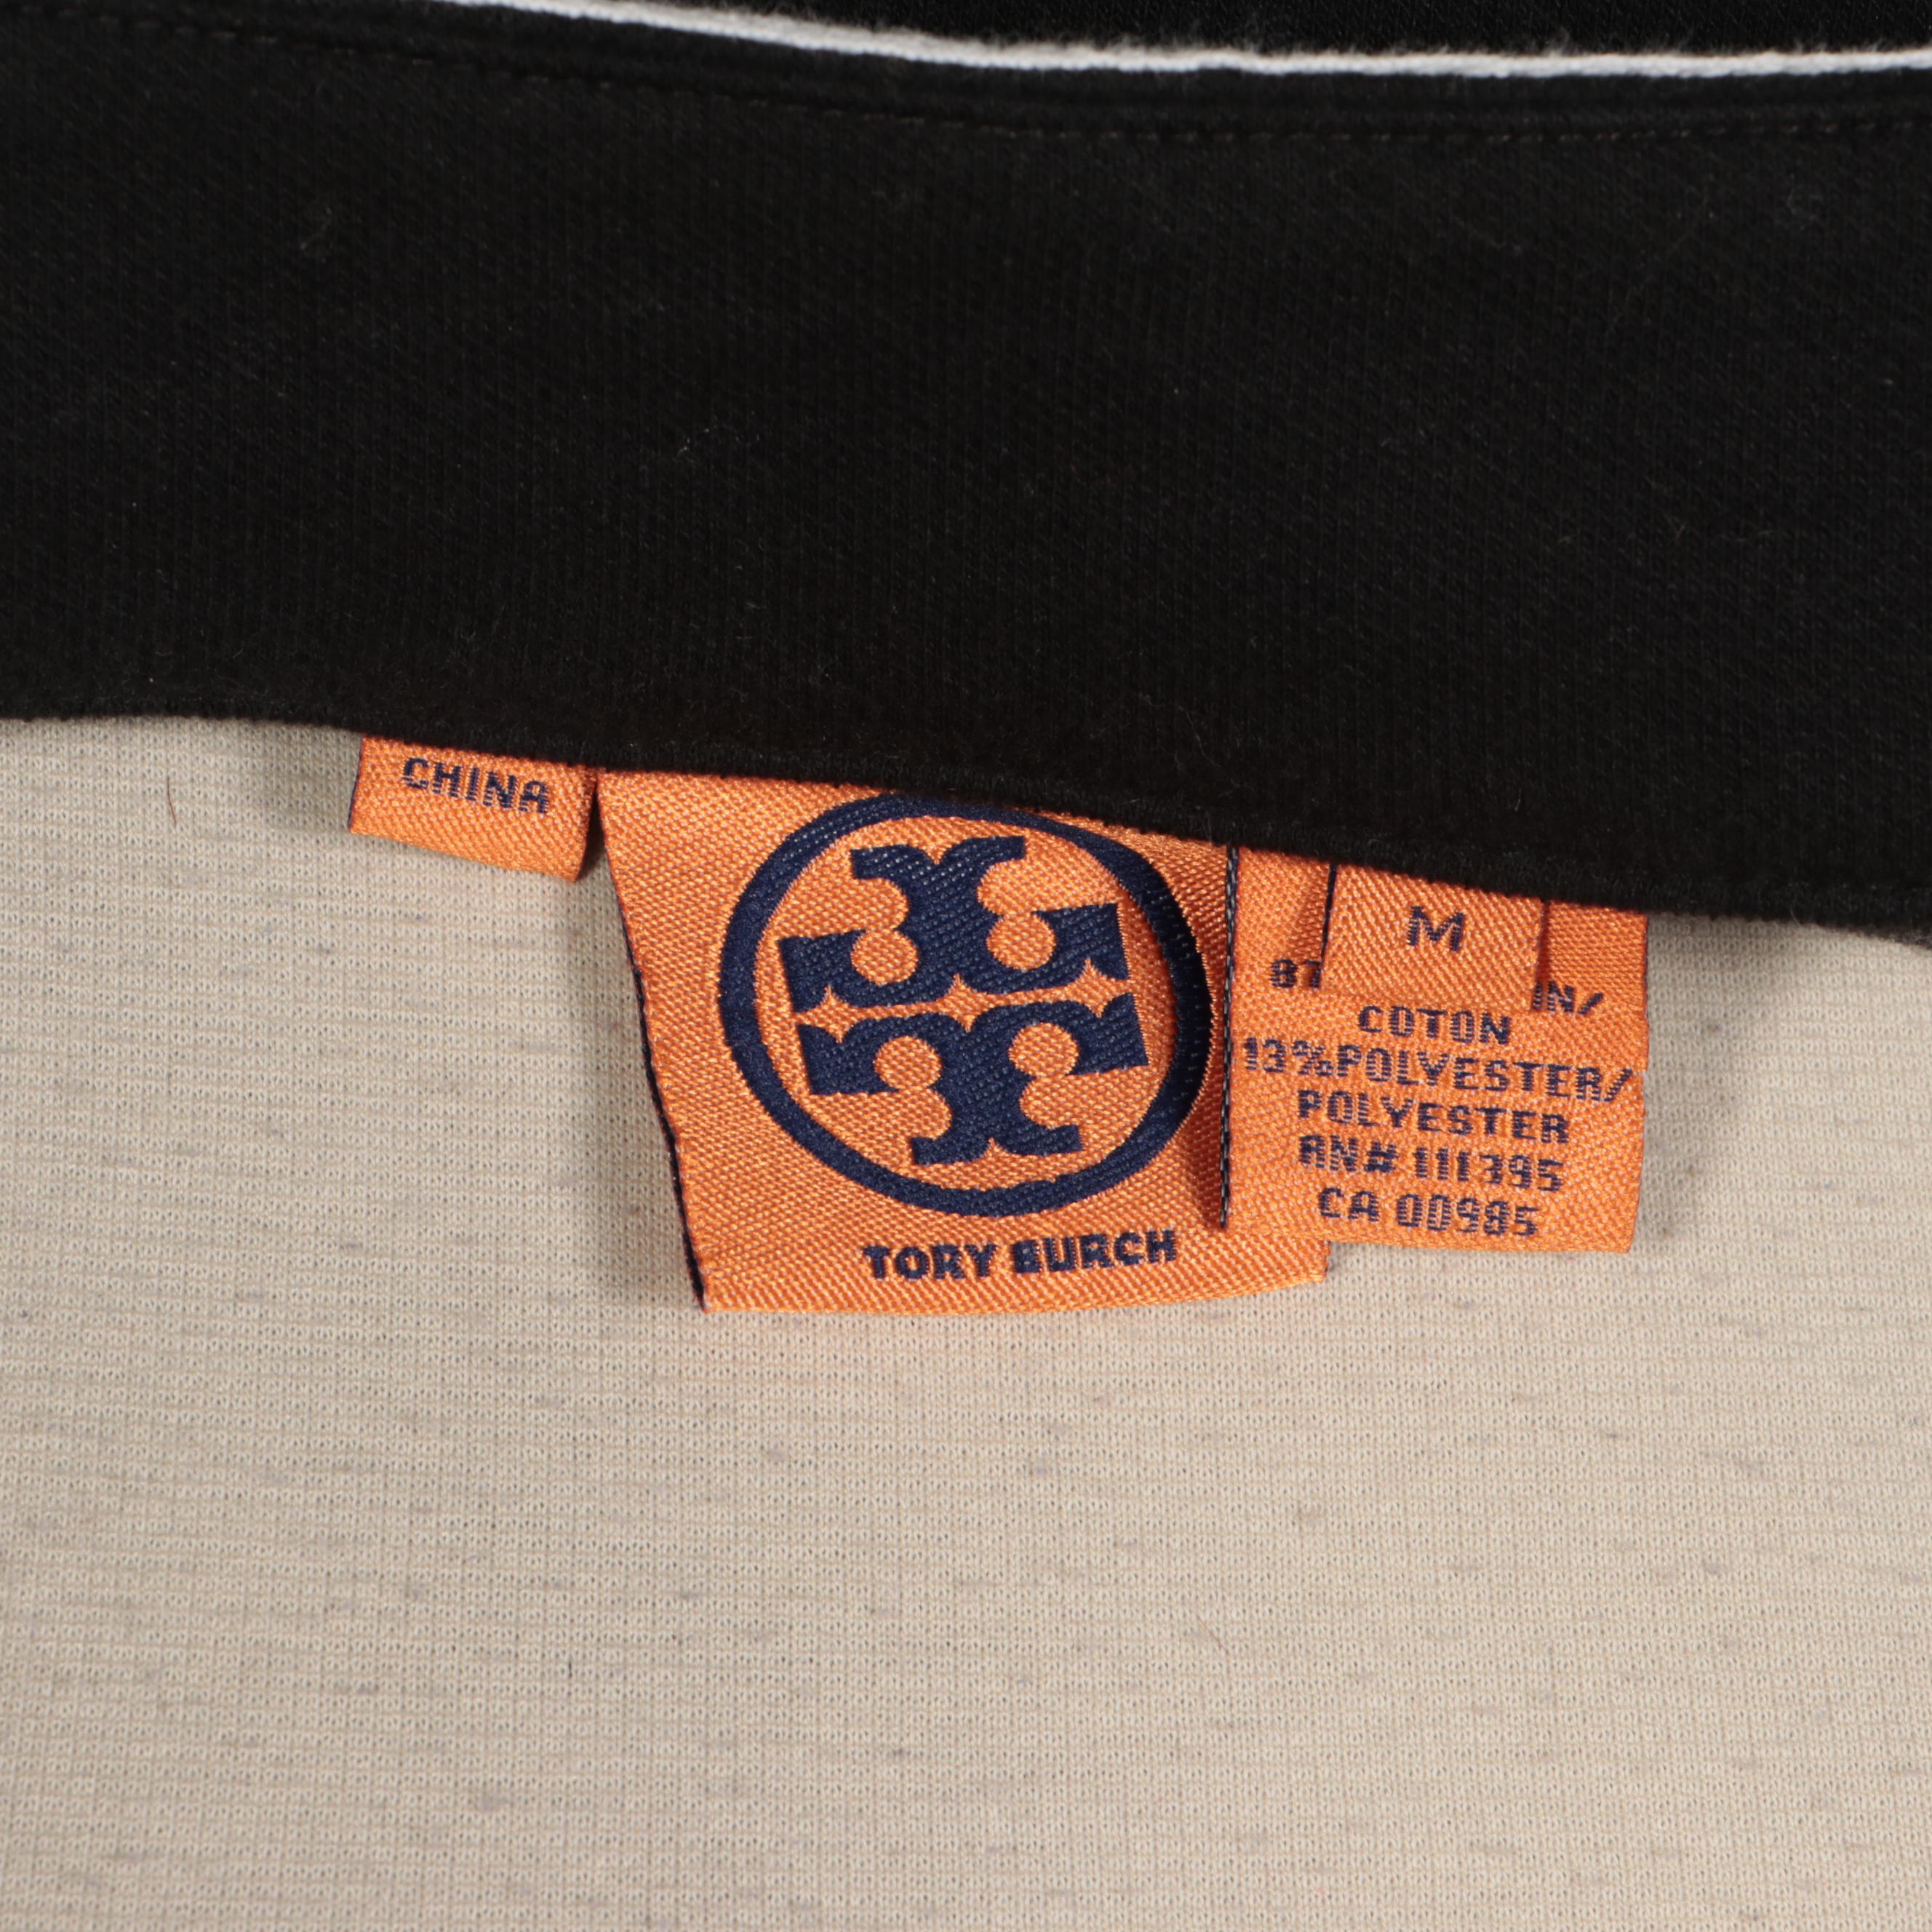 CHINA
TORY BURCH
M
COTON
13%POLYESTER/
POLYESTER
RN# 111395
CA 00985